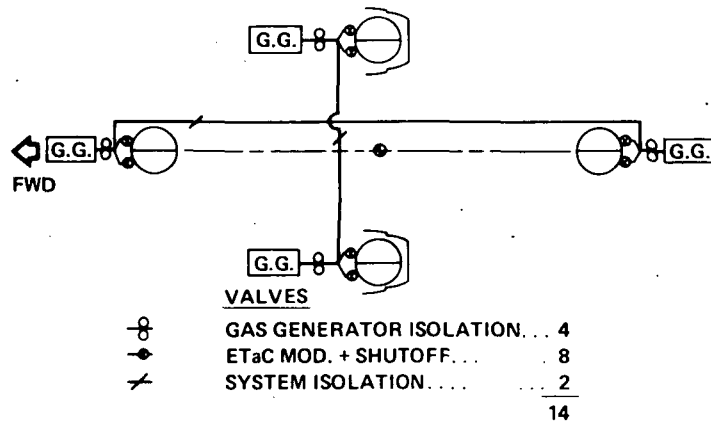 G.G.
G.G.
G.G.
FWD
G.G.
VALVES
GAS GENERATOR ISOLATION... 4
ETaC MOD. + SHUTOFF... 8
SYSTEM ISOLATION.... ...2
14